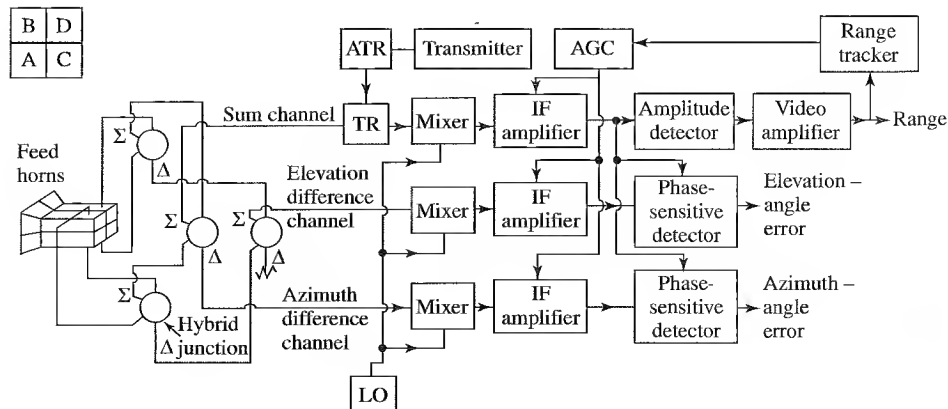 B D
A C
ATR
Transmitter
AGC
Range
tracker
Sum channel
TR
Mixer
IF
amplifier
Amplitude
detector
Video
amplifier
Range
Σ
Δ
Feed
horns
Elevation
difference
channel
Mixer
IF
amplifier
Phase-
sensitive
detector
Elevation –
angle
error
Σ
Δ
Σ
Δ
Σ
Δ
Hybrid
junction
Azimuth
difference
channel
Mixer
IF
amplifier
Phase-
sensitive
detector
Azimuth –
angle
error
LO